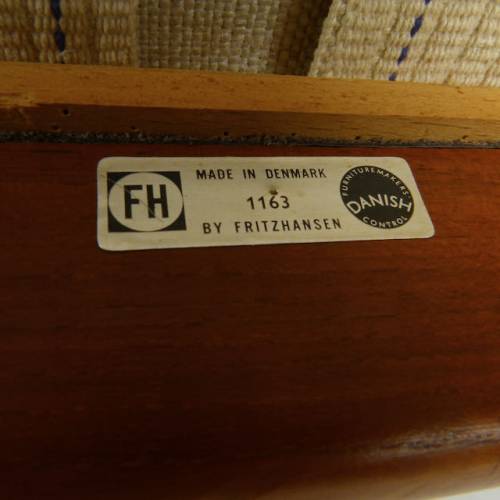 FH
MADE IN DENMARK
1163
BY FRITZHANSEN
FURNITUREMAKERS
DANISH
CONTROL